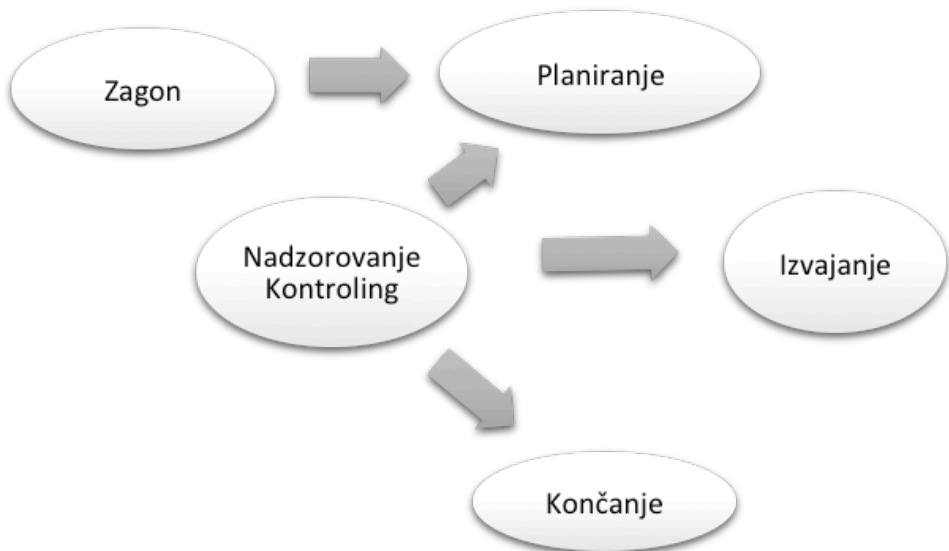 Zagon
Planiranje
Nadzorovanje
Kontroling
Izvajanje
Končanje